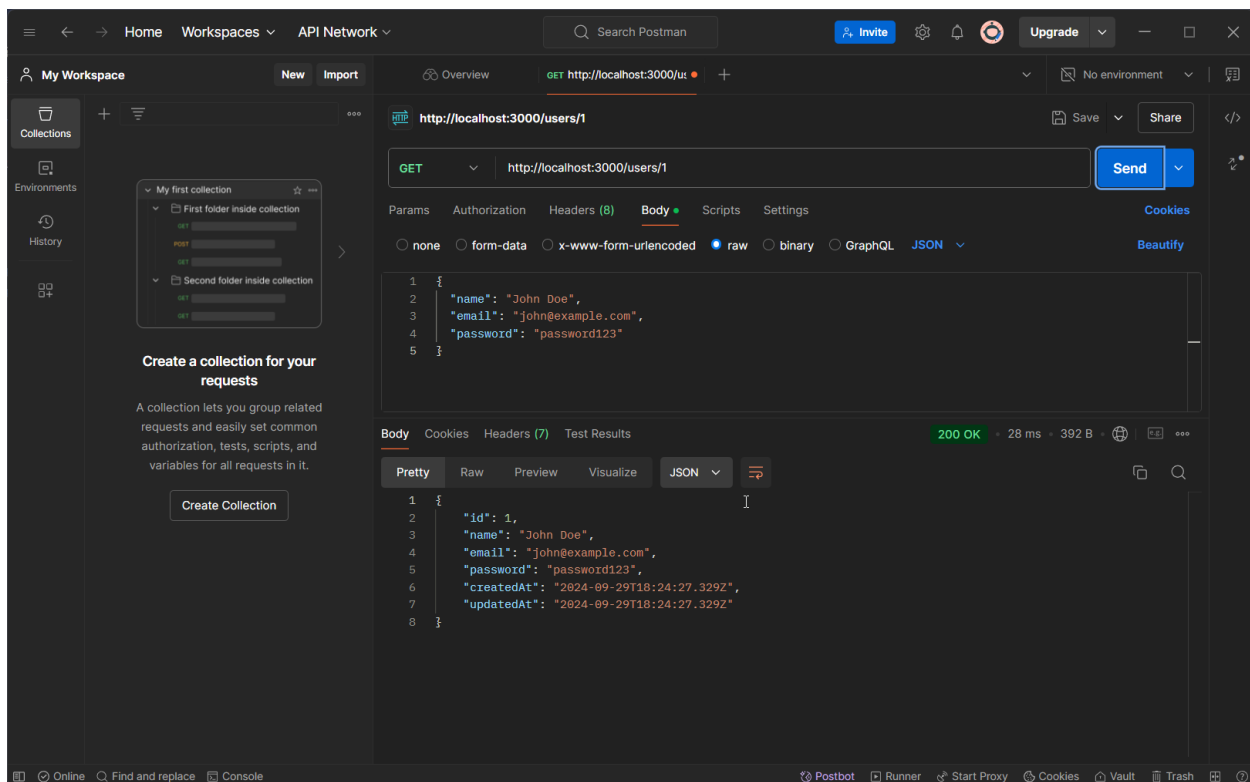 Home Workspaces API Network Search Postman Invite Upgrade
My Workspace New Import Overview GET http://localhost:3000/us No environment
Collections
Environments
History
My first collection
First folder inside collection
GET
POST
GET
Second folder inside collection
GET
GET
Create a collection for your
requests
A collection lets you group related
requests and easily set common
authorization, tests, scripts, and
variables for all requests in it.
Create Collection
HTTP http://localhost:3000/users/1 Save Share
GET http://localhost:3000/users/1 Send
Params Authorization Headers (8) Body Scripts Settings Cookies
none form-data x-www-form-urlencoded raw binary GraphQL JSON Beautify
1 {
2 "name": "John Doe",
3 "email": "john@example.com",
4 "password": "password123"
5 }
Body Cookies Headers (7) Test Results 200 OK 28 ms 392 B e.g.
Pretty Raw Preview Visualize JSON
1 {
2 "id": 1,
3 "name": "John Doe",
4 "email": "john@example.com",
5 "password": "password123",
6 "createdAt": "2024-09-29T18:24:27.329Z",
7 "updatedAt": "2024-09-29T18:24:27.329Z"
8 }
Online Find and replace Console Postbot Runner Start Proxy Cookies Vault Trash